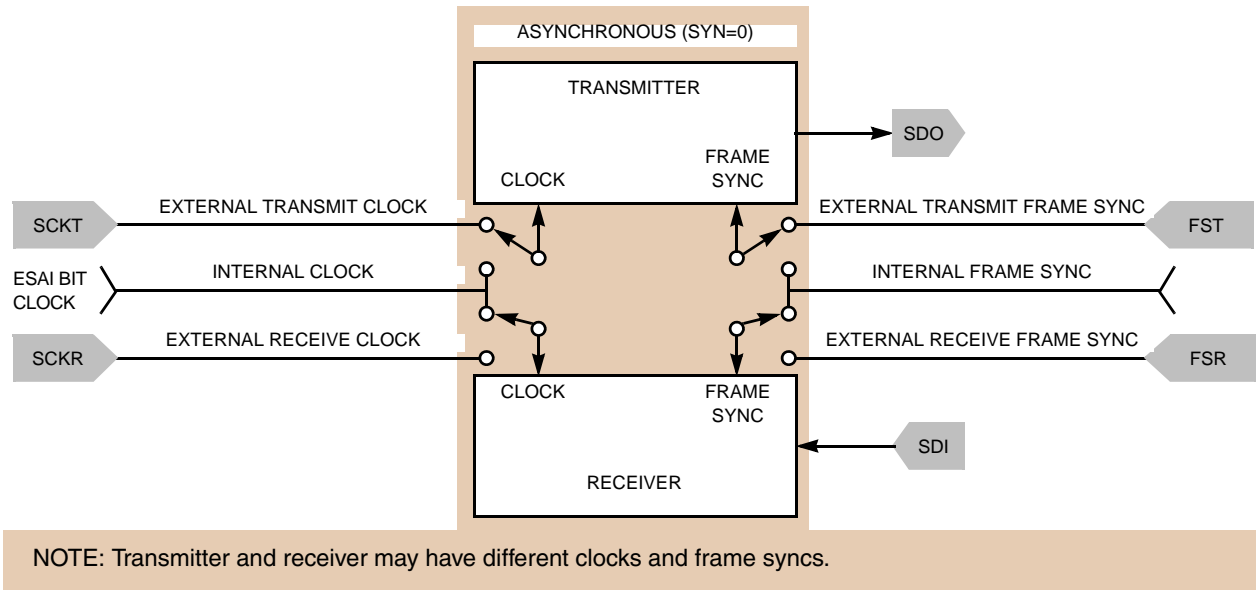 ASYNCHRONOUS (SYN=0)
TRANSMITTER
SDO
FRAME
SYNC
CLOCK
EXTERNAL TRANSMIT CLOCK
EXTERNAL TRANSMIT FRAME SYNC
SCKT
FST
ESAI BIT
CLOCK
INTERNAL CLOCK
INTERNAL FRAME SYNC
EXTERNAL RECEIVE CLOCK
EXTERNAL RECEIVE FRAME SYNC
SCKR
FSR
CLOCK
FRAME
SYNC
SDI
RECEIVER
NOTE: Transmitter and receiver may have different clocks and frame syncs.